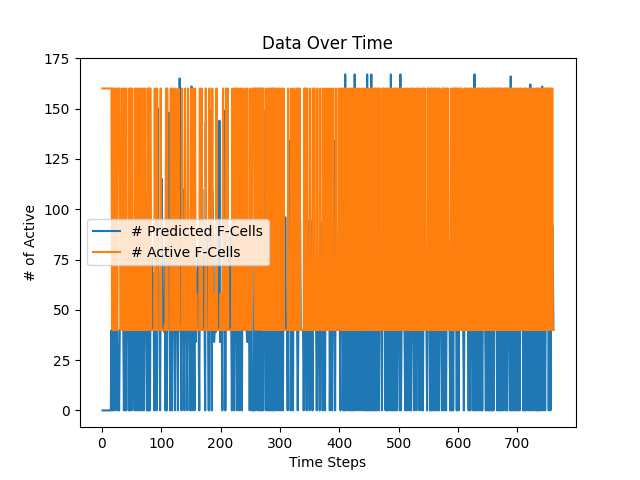 Data Over Time
# of Active
175
150
125
100
75
50
25
0
# Predicted F-Cells
# Active F-Cells
0 100 200 300 400 500 600 700
Time Steps